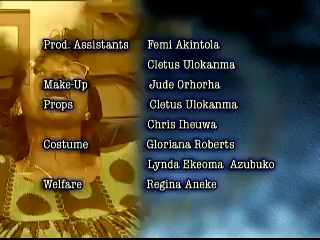 Prod. Assistants Femi Akintola
Cletus Ulokanma
Make-Up Jude Orhorha
Props Cletus Ulokanma
Chris Iheuwa
Costume Gloriana Roberts
Lynda Ekeoma Azubuko
Welfare Regina Aneke